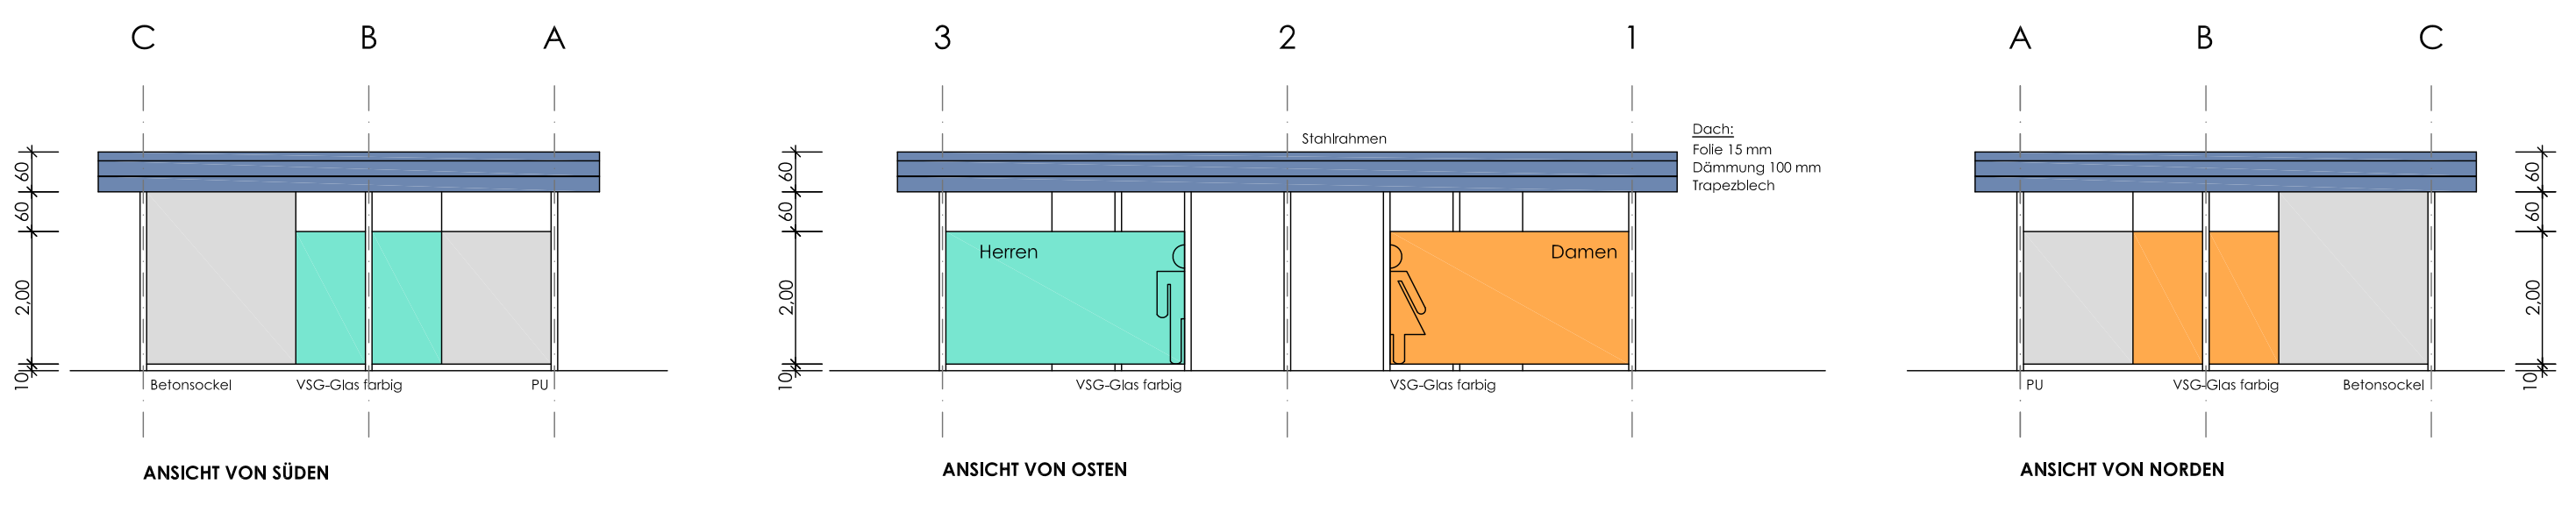 C B A
60
60
2,00
10
Betonsockel VSG-Glas farbig PU
ANSICHT VON SÜDEN
3 2 1
Stahlrahmen
Dach:
Folie 15 mm
Dämmung 100 mm
Trapezblech
60
60
2,00
10
Herren Damen
VSG-Glas farbig VSG-Glas farbig
ANSICHT VON OSTEN
A B C
60
60
2,00
10
PU VSG-Glas farbig Betonsockel
ANSICHT VON NORDEN